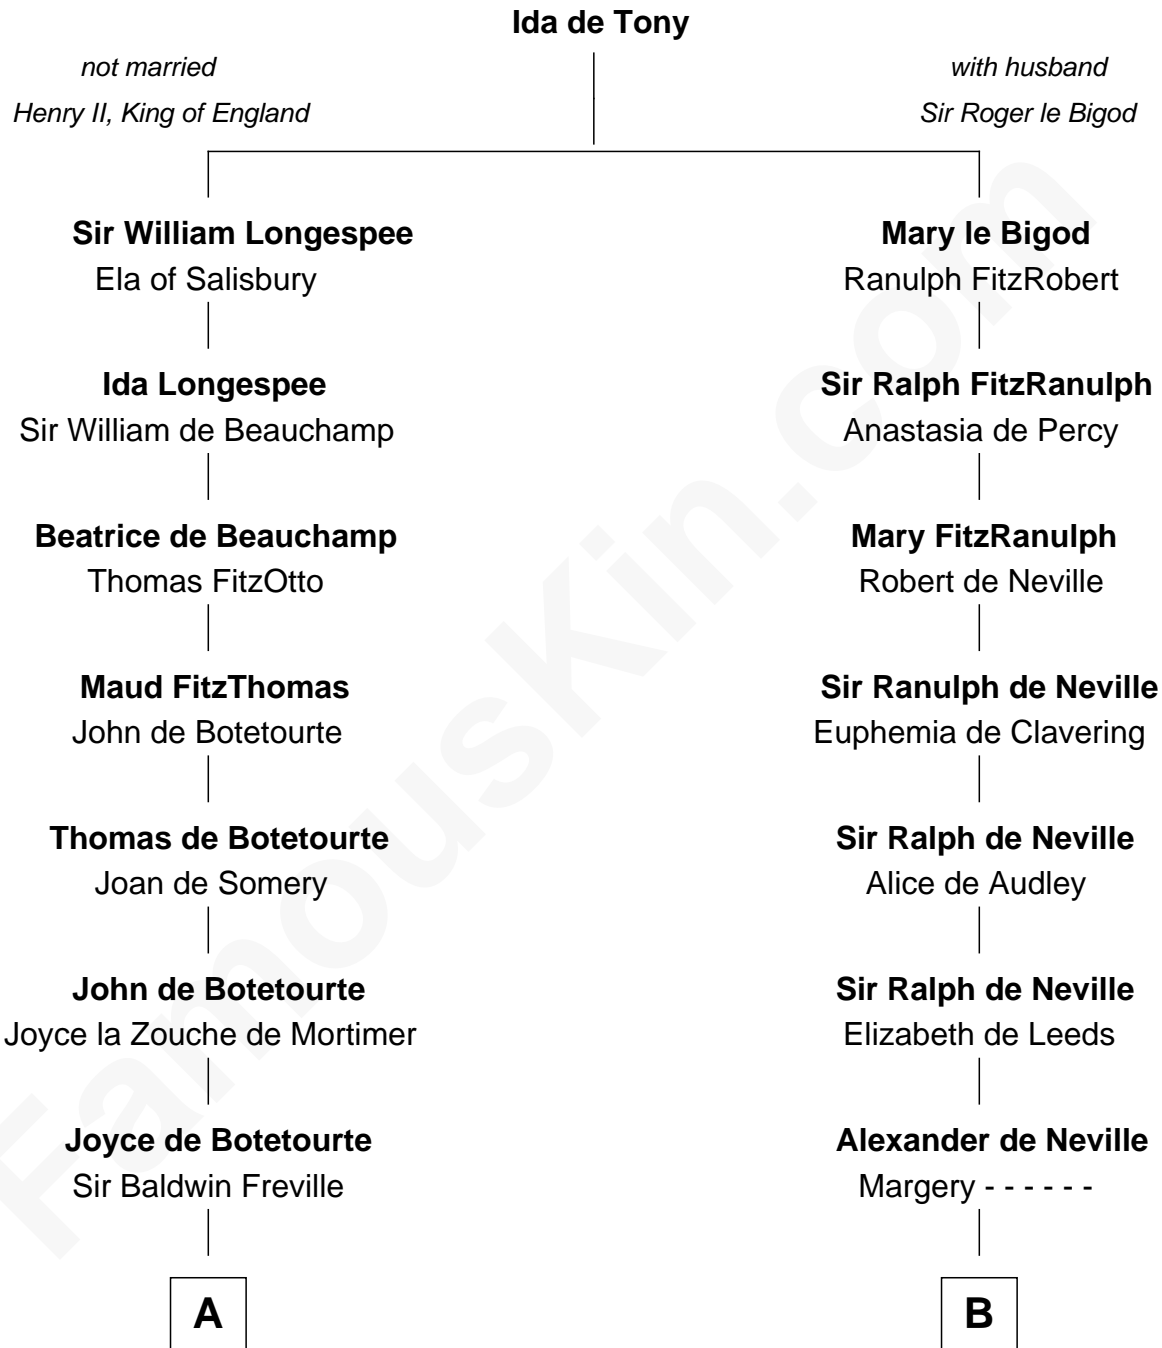 Ida de Tony
not married
Henry II, King of England
with husband
Sir Roger le Bigod
Sir William Longespee
Ela of Salisbury
Mary le Bigod
Ranulph FitzRobert
Ida Longespee
Sir William de Beauchamp
Sir Ralph FitzRanulph
Anastasia de Percy
Beatrice de Beauchamp
Thomas FitzOtto
Mary FitzRanulph
Robert de Neville
Maud FitzThomas
John de Botetourte
Sir Ranulph de Neville
Euphemia de Clavering
Thomas de Botetourte
Joan de Somery
Sir Ralph de Neville
Alice de Audley
John de Botetourte
Joyce la Zouche de Mortimer
Sir Ralph de Neville
Elizabeth de Leeds
Joyce de Botetourte
Sir Baldwin Freville
Alexander de Neville
Margery - - - - - -
A
B
FamousKin.com